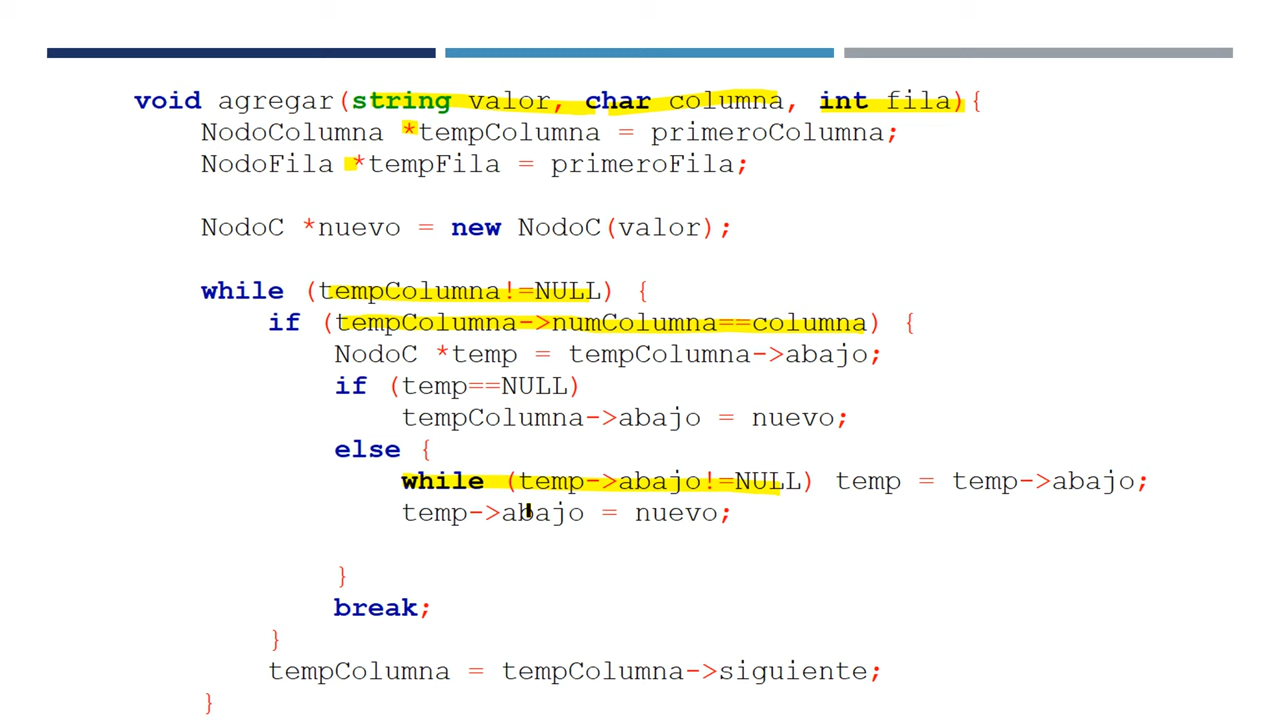 void agregar(string valor, char columna, int fila){
NodoColumna *tempColumna = primeroColumna;
NodoFila *tempFila = primeroFila;
NodoC *nuevo = new NodoC(valor);
while (tempColumna!=NULL) {
if (tempColumna->numColumna==columna) {
NodoC *temp = tempColumna->abajo;
if (temp==NULL)
tempColumna->abajo = nuevo;
else {
while (temp->abajo!=NULL) temp = temp->abajo;
temp->abajo = nuevo;
}
break;
}
tempColumna = tempColumna->siguiente;
}